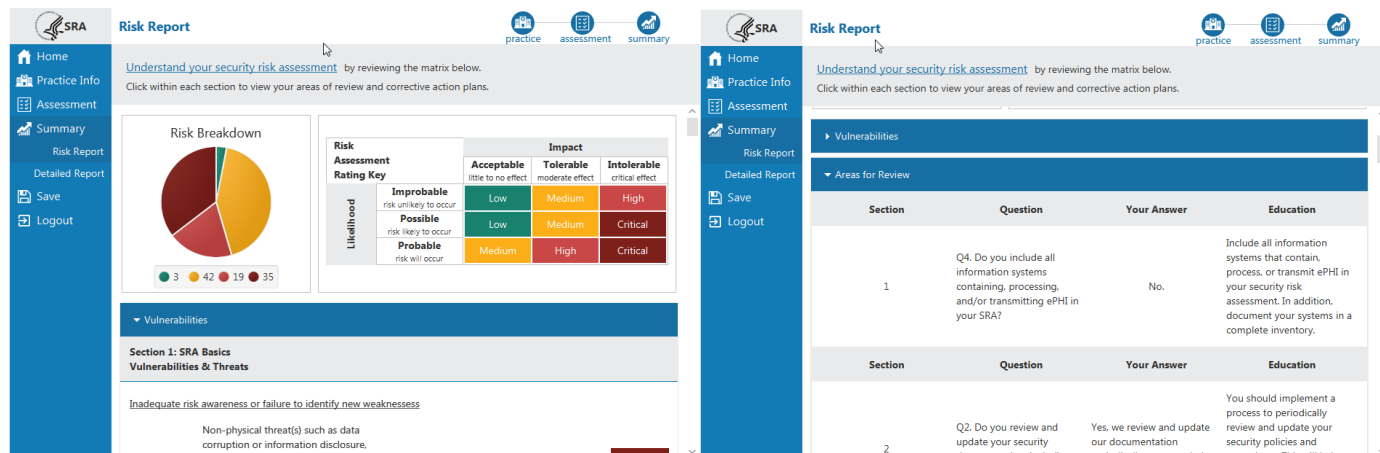 SRA
Risk Report
practice
assessment
summary
Home
Practice Info
Assessment
Summary
Risk Report
Detailed Report
Save
Logout
Understand your security risk assessment by reviewing the matrix below.
Click within each section to view your areas of review and corrective action plans.
Risk Breakdown
3 42 19 35
Risk
Assessment
Rating Key
Impact
Acceptable
little to no effect
Tolerable
moderate effect
Intolerable
critical effect
Likelihood
Improbable
risk unlikely to occur
Low
Medium
High
Possible
risk likely to occur
Low
Medium
Critical
Probable
risk will occur
Medium
High
Critical
Vulnerabilities
Section 1: SRA Basics
Vulnerabilities & Threats
Inadequate risk awareness or failure to identify new weaknessess
Non-physical threat(s) such as data
corruption or information disclosure,
SRA
Risk Report
practice
assessment
summary
Home
Practice Info
Assessment
Summary
Risk Report
Detailed Report
Save
Logout
Understand your security risk assessment by reviewing the matrix below.
Click within each section to view your areas of review and corrective action plans.
Vulnerabilities
Areas for Review
Section Question Your Answer Education
1
Q4. Do you include all
information systems
containing, processing,
and/or transmitting ePHI in
your SRA?
No.
Include all information
systems that contain,
process, or transmit ePHI in
your security risk
assessment. In addition,
document your systems in a
complete inventory.
Section Question Your Answer Education
2
Q2. Do you review and
update your security
Yes, we review and update
our documentation
You should implement a
process to periodically
review and update your
security policies and